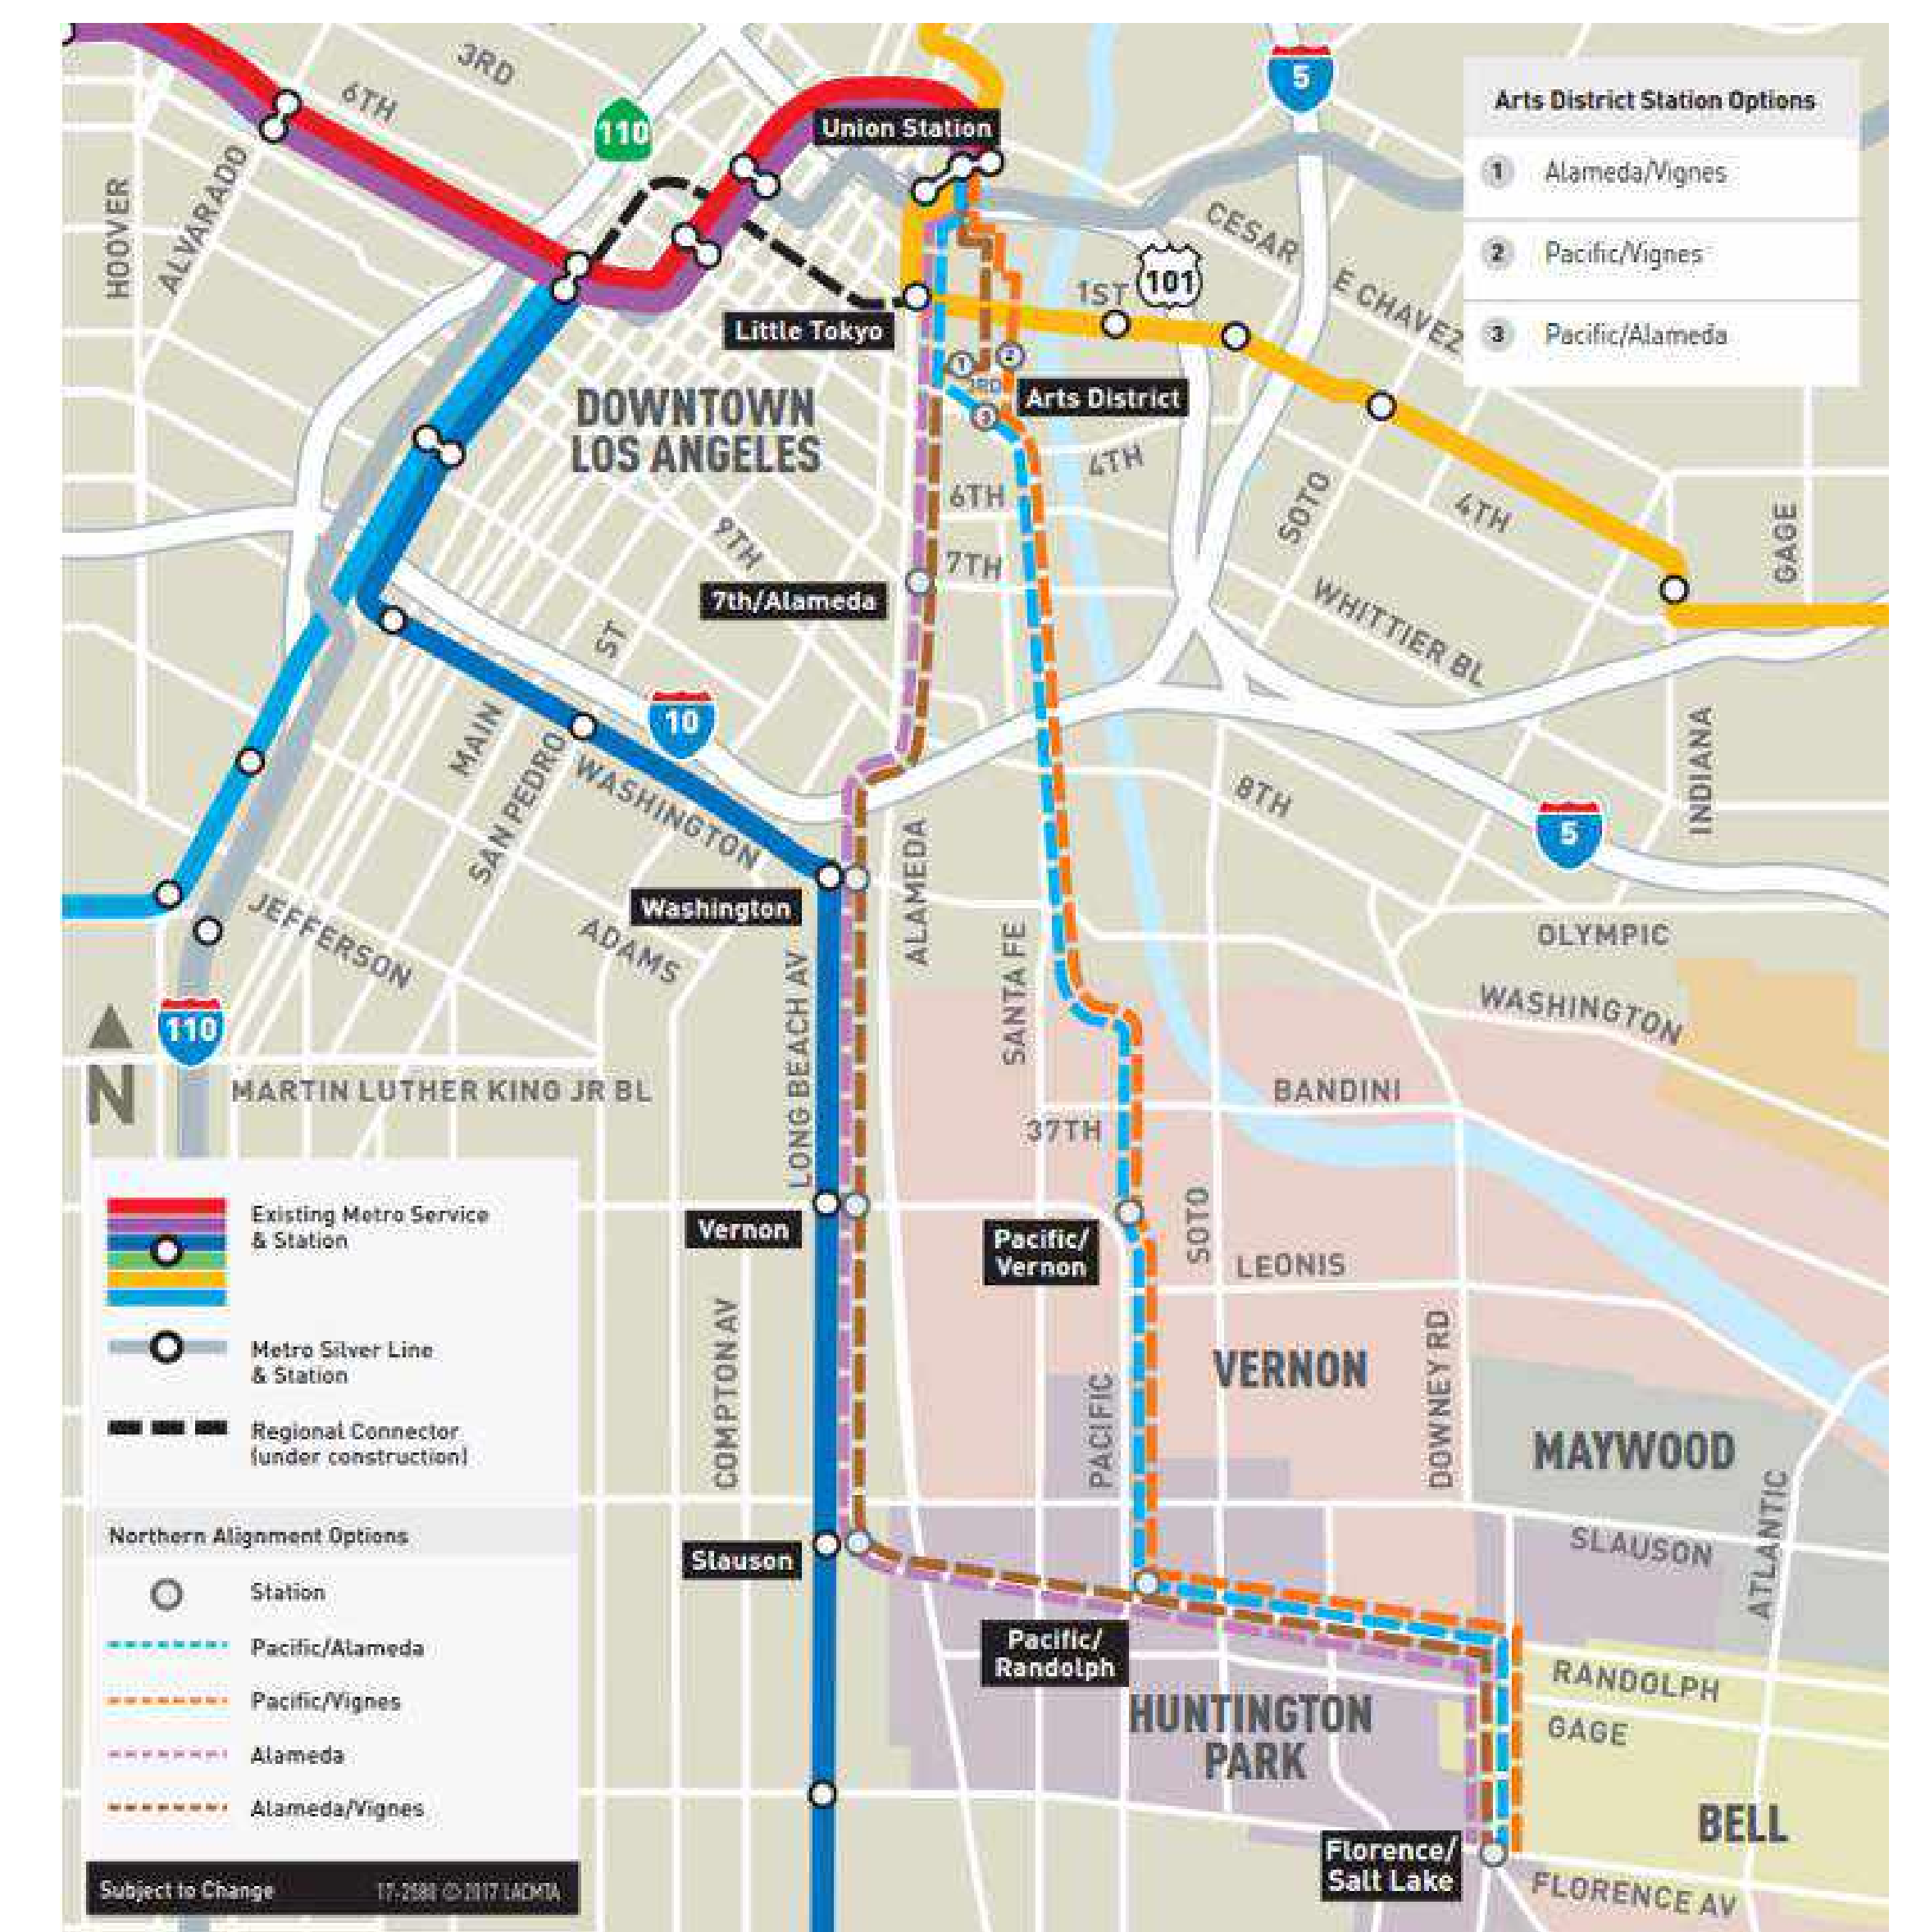 3RD
6TH
110
5
Union Station
HOOVER
ALVARADO
CESAR
E CHAVEZ
101
1ST
Little Tokyo
Arts District Station Options
1 Alameda/Vignes
2 Pacific/Vignes
3 Pacific/Alameda
1
2
3RD
3
Arts District
DOWNTOWN
LOS ANGELES
4TH
6TH
9TH
7TH
SOTO
4TH
GAGE
7th/Alameda
ST
WHITTIER BL
MAIN
SAN PEDRO
10
WASHINGTON
8TH
5
INDIANA
ALAMEDA
Washington
JEFFERSON
ADAMS
SANTA FE
OLYMPIC
WASHINGTON
110
N
MARTIN LUTHER KING JR BL
LONG BEACH AV
37TH
BANDINI
Vernon
Pacific/
Vernon
SOTO
LEONIS
COMPTON AV
PACIFIC
VERNON
DOWNEY RD
MAYWOOD
Slauson
SLAUSON
ATLANTIC
Pacific/
Randolph
RANDOLPH
HUNTINGTON
PARK
GAGE
BELL
Florence/
Salt Lake
FLORENCE AV
Existing Metro Service
& Station
Metro Silver Line
& Station
Regional Connector
(under construction)
Northern Alignment Options
Station
Pacific/Alameda
Pacific/Vignes
Alameda
Alameda/Vignes
Subject to Change 17-2580 © 2017 LACMTA